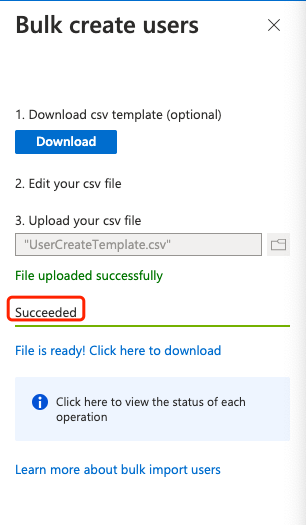 Bulk create users
1. Download csv template (optional)
Download
2. Edit your csv file
3. Upload your csv file
"UserCreateTemplate.csv"
File uploaded successfully
Succeeded
File is ready! Click here to download
Click here to view the status of each
operation
Learn more about bulk import users